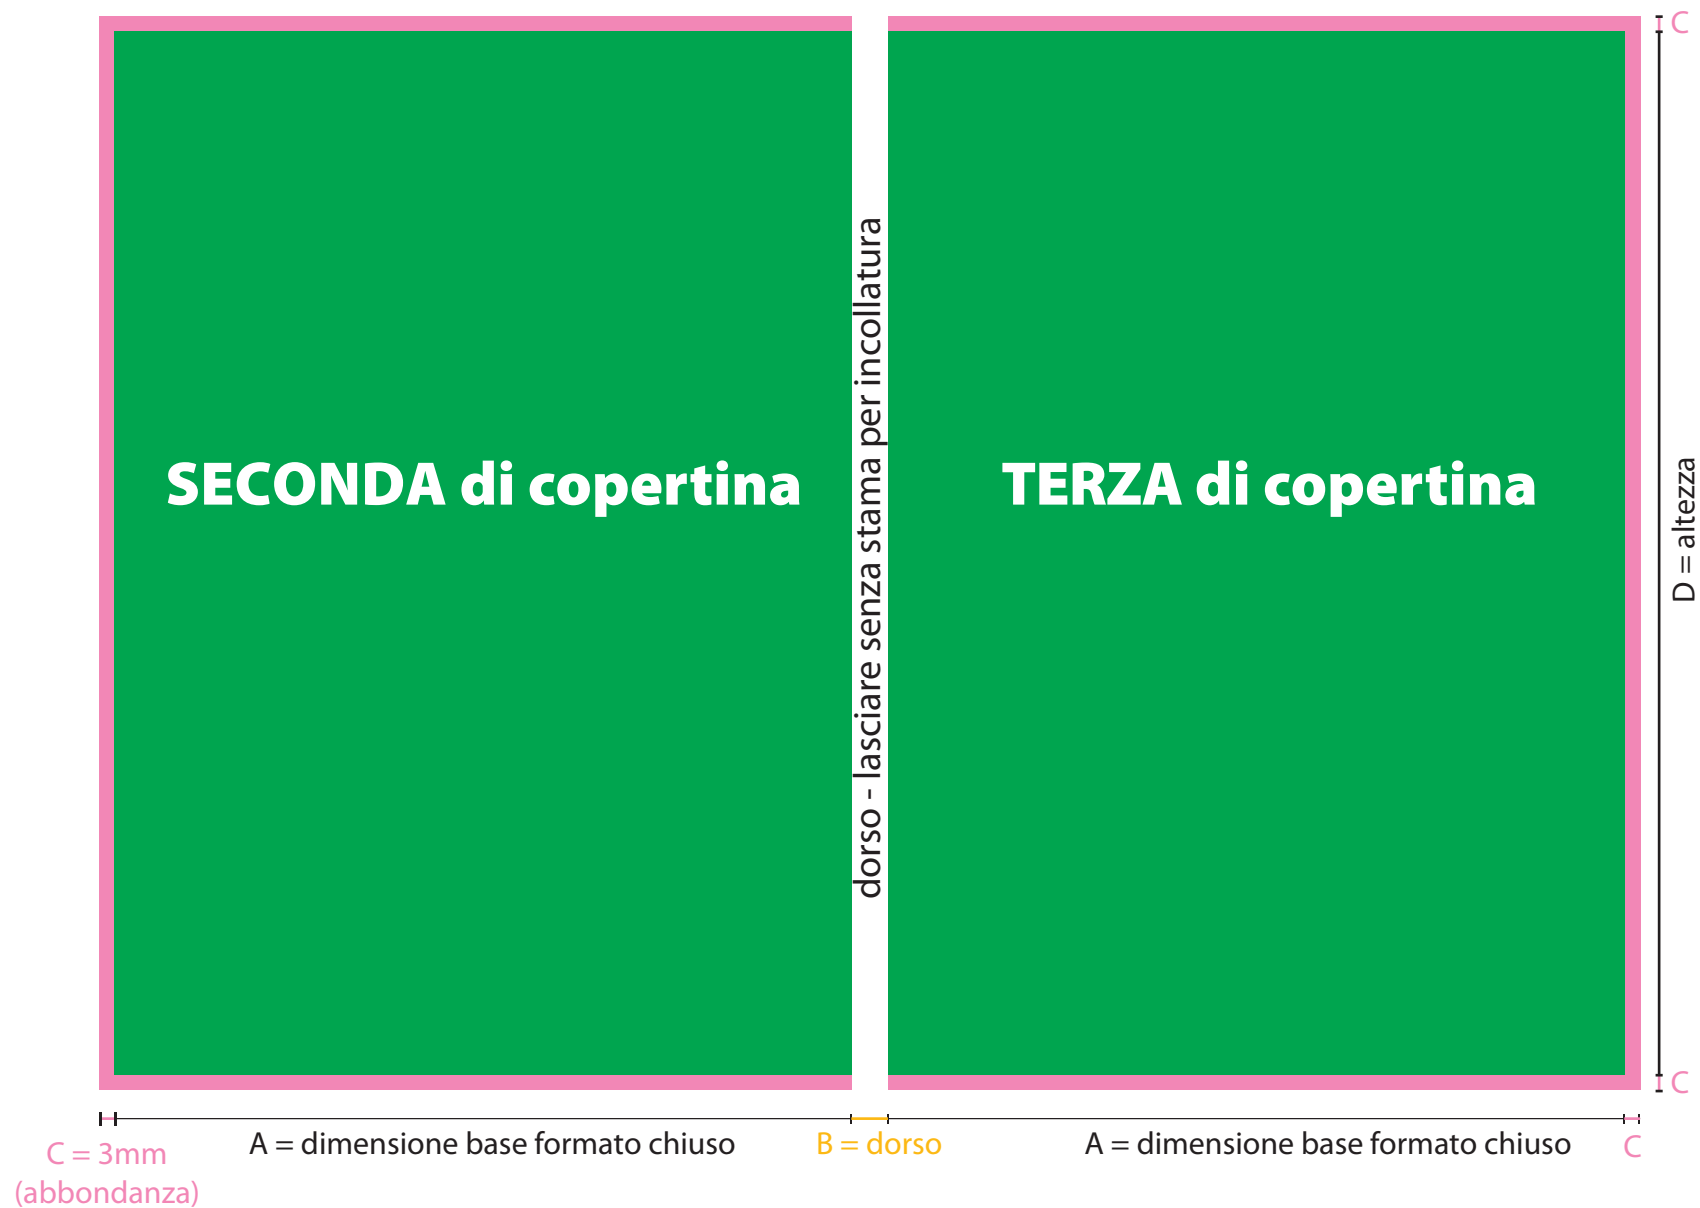 C
SECONDA di copertina
dorso - lasciare senza stama per incollatura
TERZA di copertina
D = altezza
C
A = dimensione base formato chiuso
B = dorso
A = dimensione base formato chiuso
C
C = 3mm
(abbondanza)